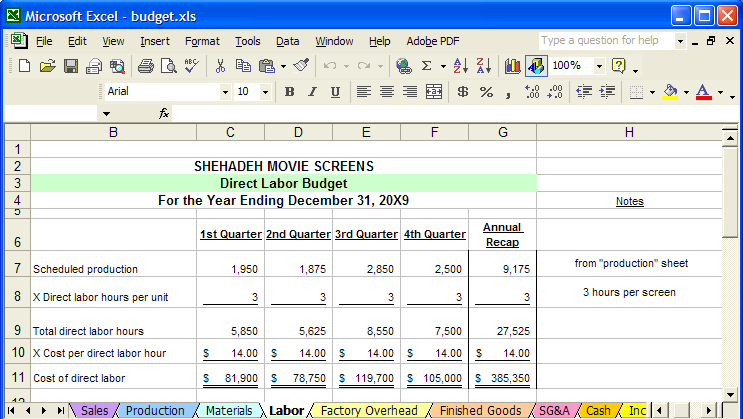 Microsoft Excel - budget.xls
File Edit View Insert Format Tools Data Window Help Adobe PDF Type a question for help
100%
Arial 10 B I U $ % ,
fx
B C D E F G H
1
2 SHEHADEH MOVIE SCREENS
3 Direct Labor Budget
4 For the Year Ending December 31, 20X9 Notes
5
6 1st Quarter 2nd Quarter 3rd Quarter 4th Quarter Annual Recap
7 Scheduled production 1,950 1,875 2,850 2,500 9,175 from "production" sheet
8 X Direct labor hours per unit 3 3 3 3 3 3 hours per screen
9 Total direct labor hours 5,850 5,625 8,550 7,500 27,525
10 X Cost per direct labor hour $ 14.00 $ 14.00 $ 14.00 $ 14.00 $ 14.00
11 Cost of direct labor $ 81,900 $ 78,750 $ 119,700 $ 105,000 $ 385,350
Sales Production Materials Labor Factory Overhead Finished Goods SG&A Cash Inc